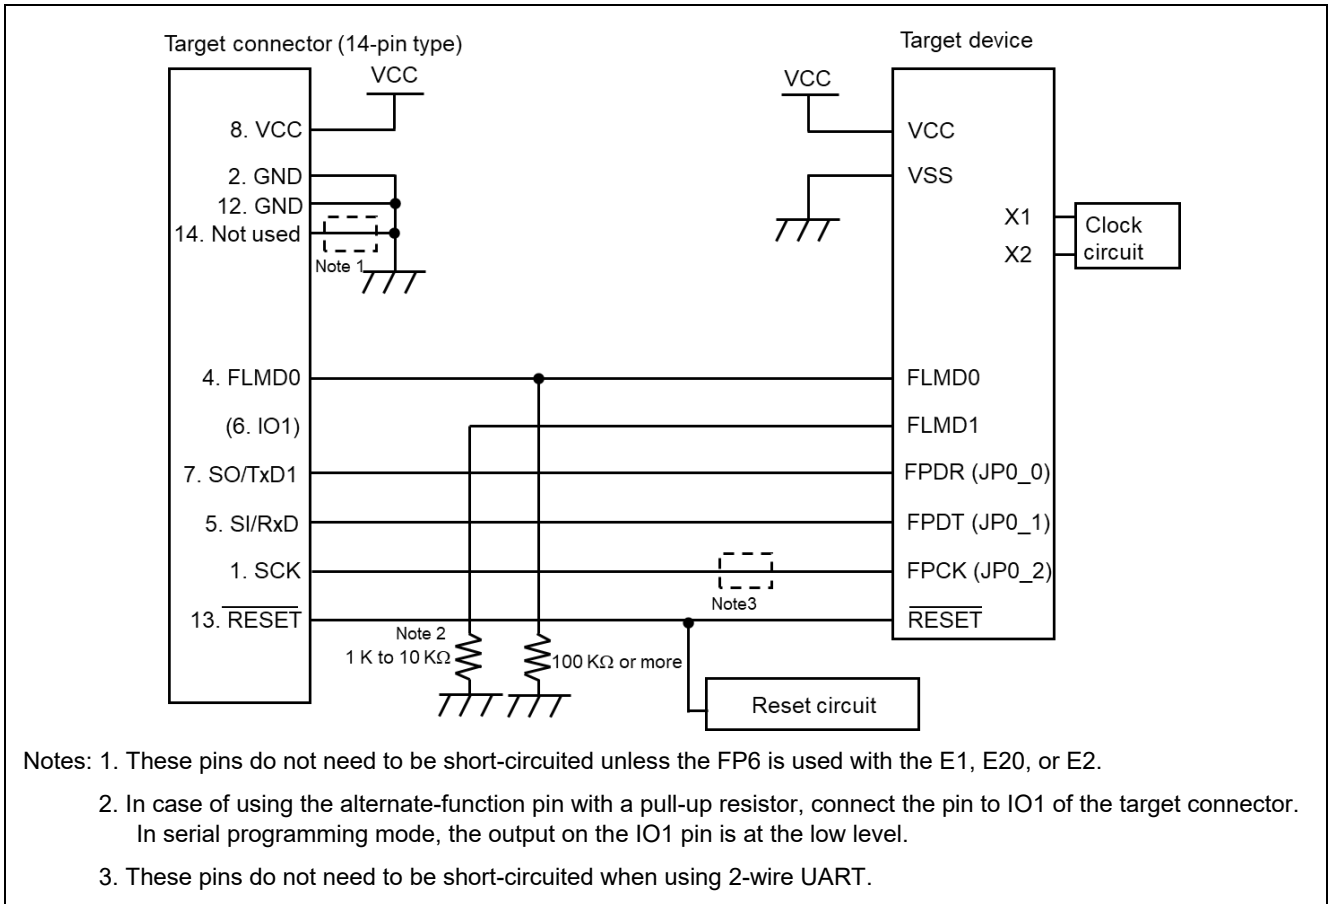 Target connector (14-pin type)
Target device
VCC
VCC
8. VCC
VCC
2. GND
VSS
12. GND
14. Not used
X1
Clock
circuit
X2
Note 1
4. FLMD0
FLMD0
(6. IO1)
FLMD1
7. SO/TxD1
FPDR (JP0_0)
5. SI/RxD
FPDT (JP0_1)
1. SCK
FPCK (JP0_2)
Note3
13. RESET
RESET
Note 2
1 K to 10 KΩ
100 KΩ or more
Reset circuit
Notes: 1. These pins do not need to be short-circuited unless the FP6 is used with the E1, E20, or E2.
2. In case of using the alternate-function pin with a pull-up resistor, connect the pin to IO1 of the target connector.
In serial programming mode, the output on the IO1 pin is at the low level.
3. These pins do not need to be short-circuited when using 2-wire UART.